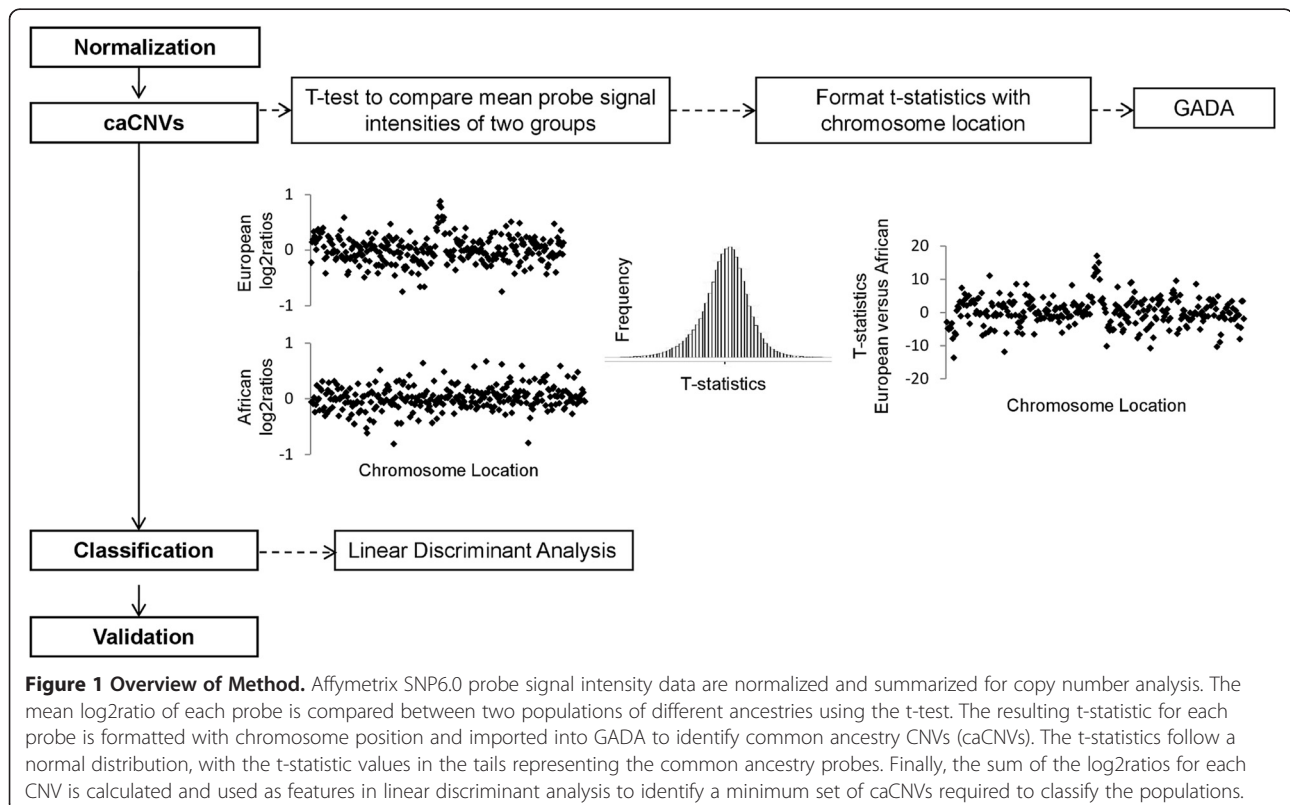 Normalization
caCNVs
T-test to compare mean probe signal
intensities of two groups
Format t-statistics with
chromosome location
GADA
European
log2ratios
1
0
-1
African
log2ratios
1
0
-1
Chromosome Location
Frequency
T-statistics
T-statistics
European versus African
20
10
0
-10
-20
Chromosome Location
Classification
Linear Discriminant Analysis
Validation
Figure 1 Overview of Method. Affymetrix SNP6.0 probe signal intensity data are normalized and summarized for copy number analysis. The
mean log2ratio of each probe is compared between two populations of different ancestries using the t-test. The resulting t-statistic for each
probe is formatted with chromosome position and imported into GADA to identify common ancestry CNVs (caCNVs). The t-statistics follow a
normal distribution, with the t-statistic values in the tails representing the common ancestry probes. Finally, the sum of the log2ratios for each
CNV is calculated and used as features in linear discriminant analysis to identify a minimum set of caCNVs required to classify the populations.